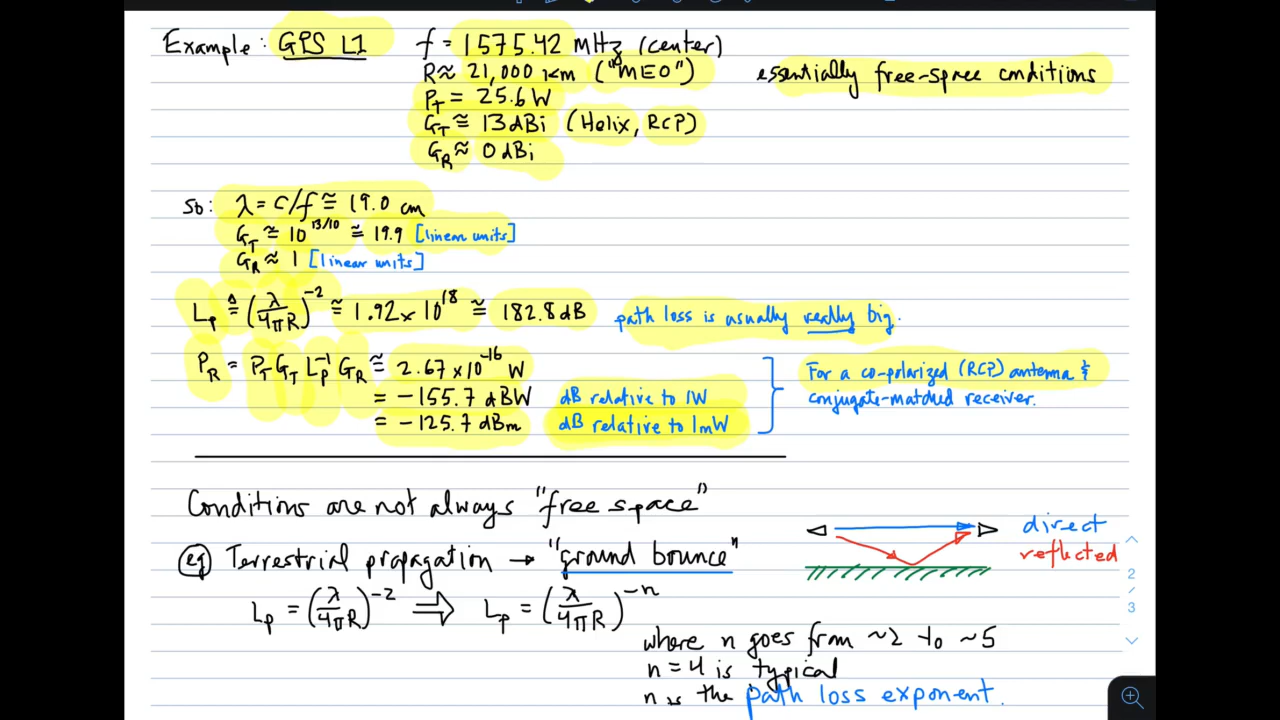 Example: GPS L1 f = 1575.42 MHz (center)
R ≈ 21,000 km ("MEO") essentially free-space conditions
P_T = 25.6 W
G_T ≅ 13 dBi (Helix, RCP)
G_R ≈ 0 dBi
So: λ = c/f ≅ 19.0 cm
G_T ≅ 10^{13/10} ≅ 19.9 [linear units]
G_R ≈ 1 [linear units]
L_p ≜ (λ/4πR)^{-2} ≅ 1.92 × 10^{18} ≅ 182.8 dB path loss is usually really big.
P_R = P_T G_T L_p^{-1} G_R ≅ 2.67 × 10^{-16} W
= -155.7 dBW dB relative to 1W
= -125.7 dBm dB relative to 1mW
For a co-polarized (RCP) antenna &
conjugate-matched receiver.
Conditions are not always "free space"
eg Terrestrial propagation → "ground bounce"
direct
reflected
L_p = (λ/4πR)^{-2} ⇒ L_p = (λ/4πR)^{-n}
where n goes from ~2 to ~5
n = 4 is typical
n is the path loss exponent.
2
/
3